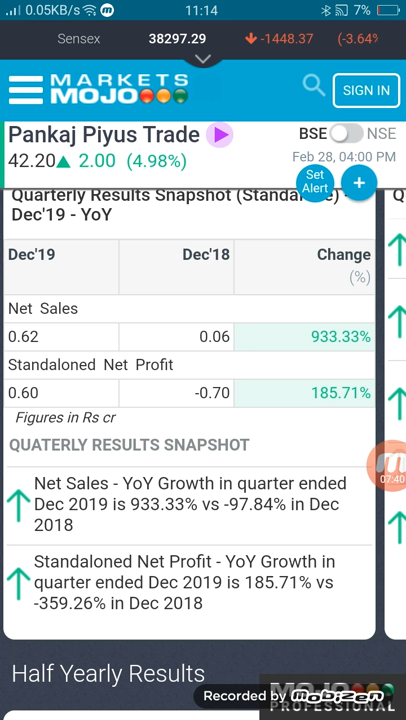 0.05KB/s 11:14 7%
Sensex 38297.29 -1448.37 (-3.64%
MARKETS
MOJO
SIGN IN
Pankaj Piyus Trade BSE NSE
42.20 2.00 (4.98%) Feb 28, 04:00 PM
Set
Alert
+
Quarterly Results Snapshot (Standalone) -
Dec'19 - YoY
Dec'19 Dec'18 Change
(%)
Net Sales
0.62 0.06 933.33%
Standaloned Net Profit
0.60 -0.70 185.71%
Figures in Rs cr
QUATERLY RESULTS SNAPSHOT
07:40
Net Sales - YoY Growth in quarter ended
Dec 2019 is 933.33% vs -97.84% in Dec
2018
Standaloned Net Profit - YoY Growth in
quarter ended Dec 2019 is 185.71% vs
-359.26% in Dec 2018
Half Yearly Results
Recorded by Mobizen
MOJO
PROFESSIONAL